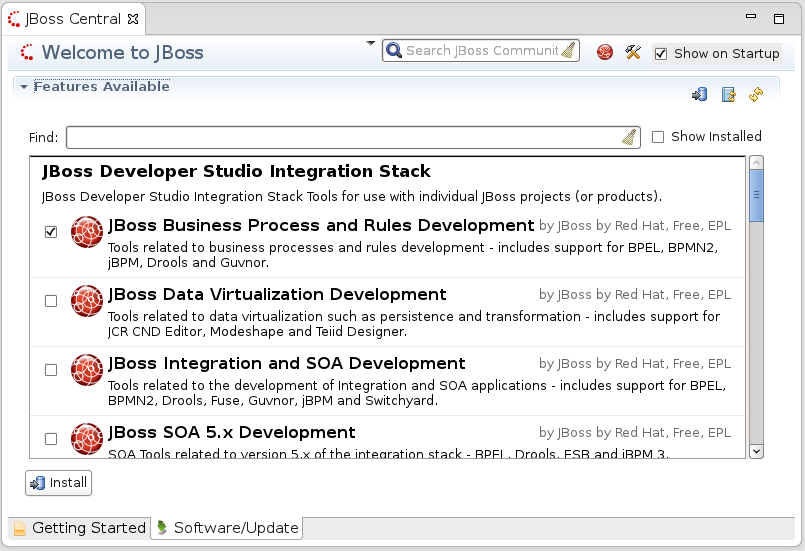 JBoss Central
Welcome to JBoss
Search JBoss Communit
Show on Startup
Features Available
Find:
Show Installed
JBoss Developer Studio Integration Stack
JBoss Developer Studio Integration Stack Tools for use with individual JBoss projects (or products).
JBoss Business Process and Rules Development by JBoss by Red Hat, Free, EPL
Tools related to business processes and rules development - includes support for BPEL, BPMN2,
jBPM, Drools and Guvnor.
JBoss Data Virtualization Development by JBoss by Red Hat, Free, EPL
Tools related to data virtualization such as persistence and transformation - includes support for
JCR CND Editor, Modeshape and Teiid Designer.
JBoss Integration and SOA Development by JBoss by Red Hat, Free, EPL
Tools related to the development of Integration and SOA applications - includes support for BPEL,
BPMN2, Drools, Fuse, Guvnor, jBPM and Switchyard.
JBoss SOA 5.x Development by JBoss by Red Hat, Free, EPL
SOA Tools related to version 5.x of the integration stack - BPEL, Drools, ESB and jBPM 3.
Install
Getting Started
Software/Update